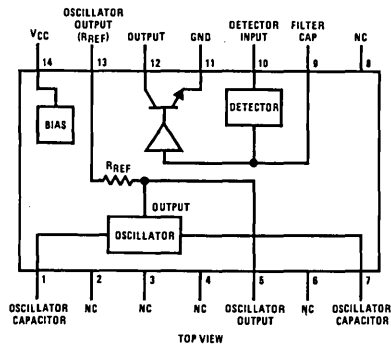 OSCILLATOR
OUTPUT
(RREF)
VCC
OUTPUT
GND
DETECTOR
INPUT
FILTER
CAP
NC
14
13
12
11
10
9
8
BIAS
DETECTOR
RREF
OUTPUT
OSCILLATOR
1
2
3
4
5
6
7
OSCILLATOR
CAPACITOR
NC
NC
NC
OSCILLATOR
OUTPUT
NC
OSCILLATOR
CAPACITOR
TOP VIEW